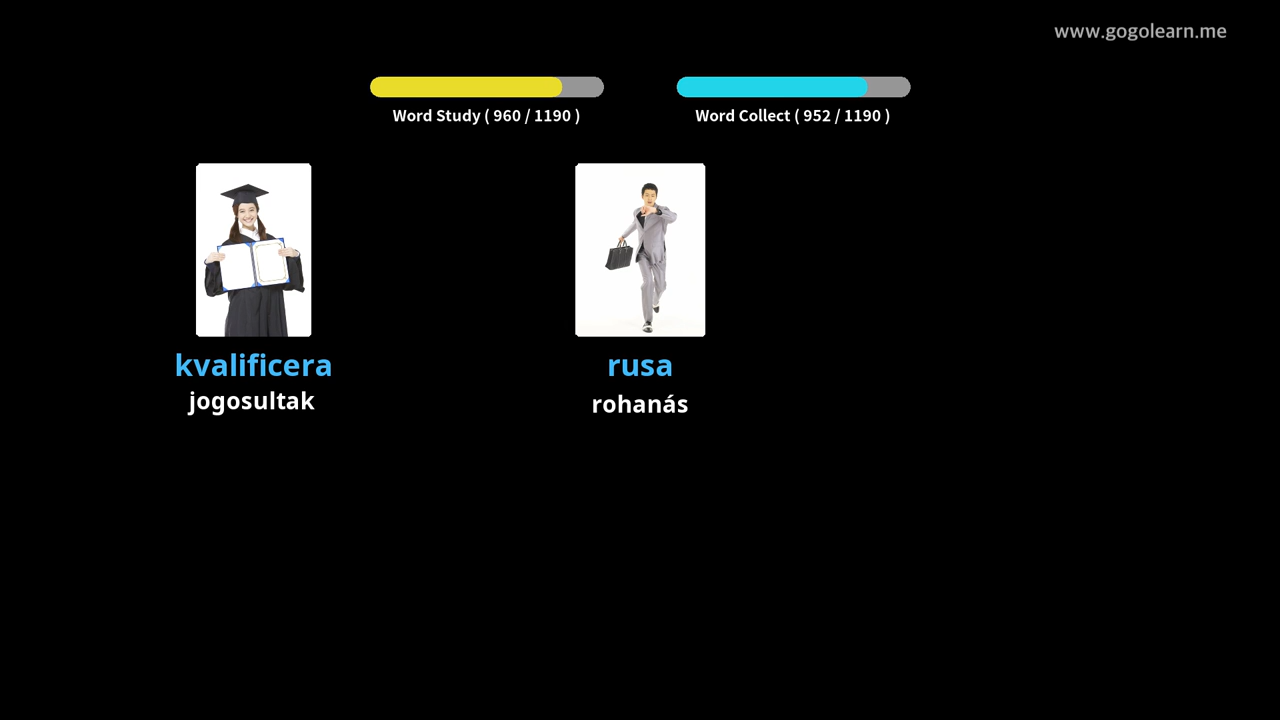 www.gogolearn.me
Word Study ( 960 / 1190 )
Word Collect ( 952 / 1190 )
kvalificera
jogosultak
rusa
rohanás